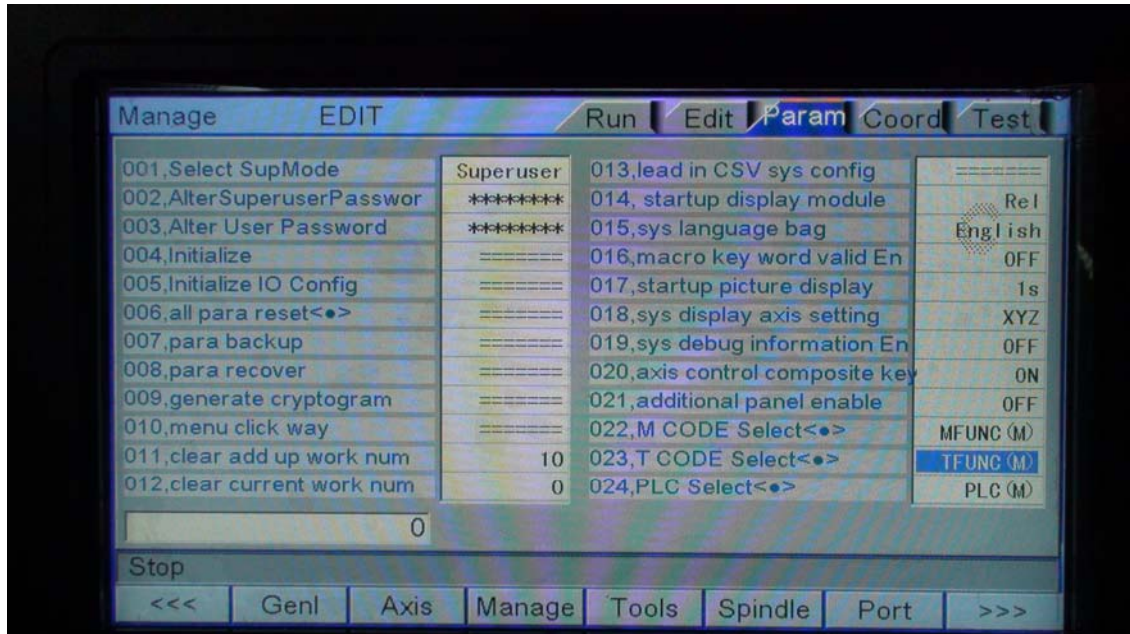 Manage EDIT Run Edit Param Coord Test
001,Select SupMode Superuser
002,AlterSuperuserPasswor ********
003,Alter User Password ********
004,Initialize =======
005,Initialize IO Config =======
006,all para reset<●> =======
007,para backup =======
008,para recover =======
009,generate cryptogram =======
010,menu click way =======
011,clear add up work num 10
012,clear current work num 0
013,lead in CSV sys config =======
014, startup display module Rel
015,sys language bag English
016,macro key word valid En OFF
017,startup picture display 1s
018,sys display axis setting XYZ
019,sys debug information En OFF
020,axis control composite key ON
021,additional panel enable OFF
022,M CODE Select<●> MFUNC(M)
023,T CODE Select<●> TFUNC(M)
024,PLC Select<●> PLC(M)
0
Stop
<<< Genl Axis Manage Tools Spindle Port >>>